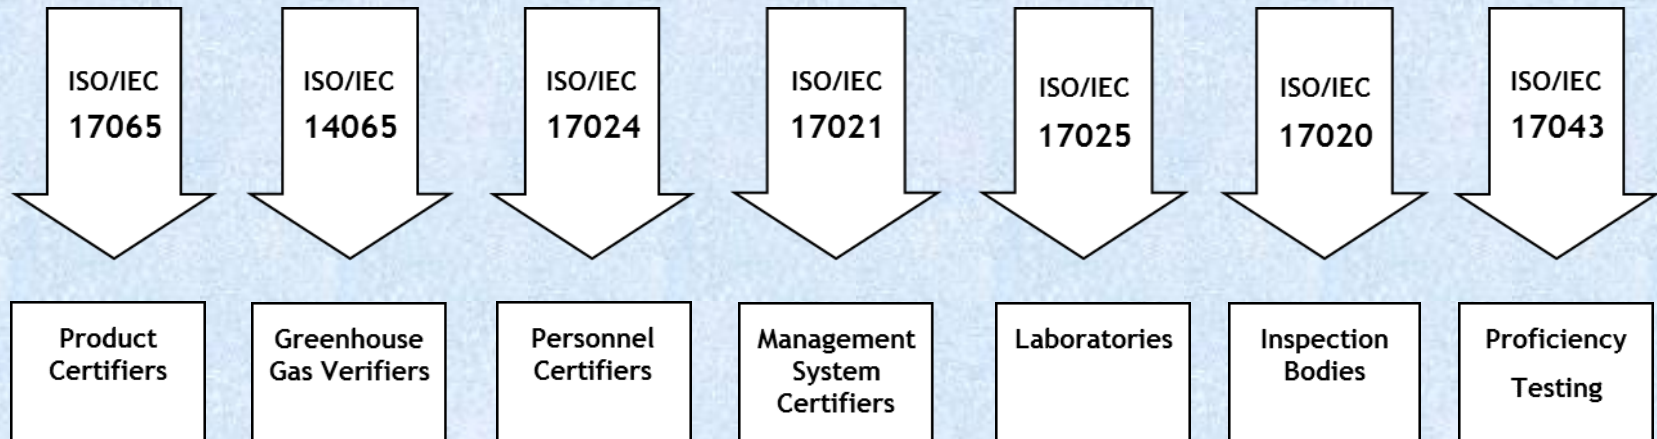 ISO/IEC
17065
ISO/IEC
14065
ISO/IEC
17024
ISO/IEC
17021
ISO/IEC
17025
ISO/IEC
17020
ISO/IEC
17043
Product
Certifiers
Greenhouse
Gas Verifiers
Personnel
Certifiers
Management
System
Certifiers
Laboratories
Inspection
Bodies
Proficiency
Testing